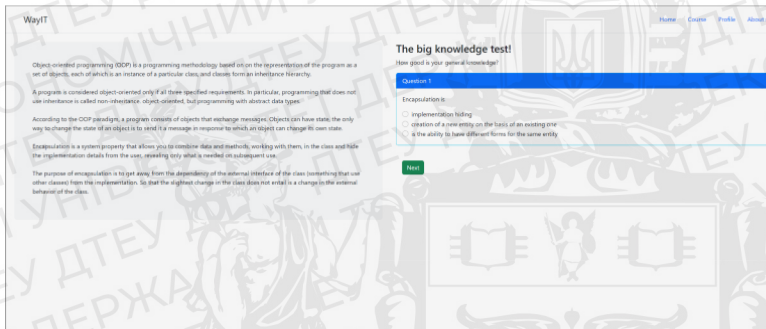 WayIT
Home Course Profile About
Object-oriented programming (OOP) is a programming methodology based on on the representation of the program as a
set of objects, each of which is an instance of a particular class, and classes form an inheritance hierarchy.
A program is considered object-oriented only if all three specified requirements. In particular, programming that does not
use inheritance is called non-inheritance. object-oriented, but programming with abstract data types.
According to the OOP paradigm, a program consists of objects that exchange messages. Objects can have state, the only
way to change the state of an object is to send it a message in response to which an object can change its own state.
Encapsulation is a system property that allows you to combine data and methods, working with them, in the class and hide
the implementation details from the user, revealing only what is needed on subsequent use.
The purpose of encapsulation is to get away from the dependency of the external interface of the class (something that use
other classes) from the implementation. So that the slightest change in the class does not entail a change in the external
behavior of the class.
The big knowledge test!
How good is your general knowledge?
Question 1
Encapsulation is
implementation hiding
creation of a new entity on the basis of an existing one
is the ability to have different forms for the same entity
Next
ДТЕУ
ДТЕУ
ДТЕУ